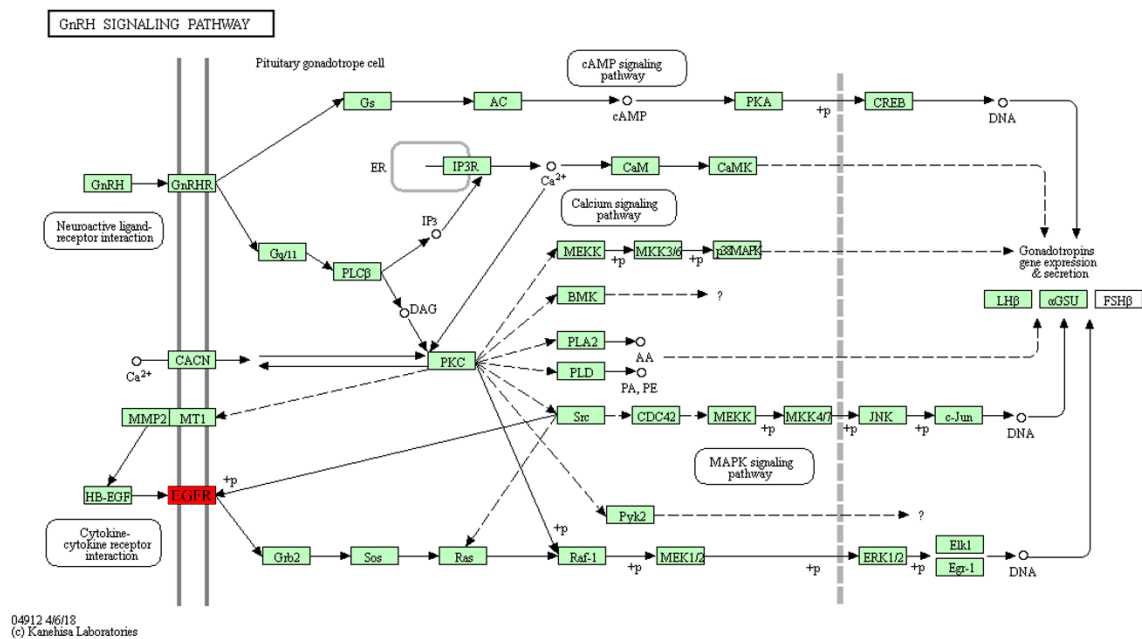 GnRH SIGNALING PATHWAY
Pituitary gonadotrope cell
cAMP signaling
pathway
Gs
AC
cAMP
PKA
+p
CREB
DNA
ER
IP3R
Ca2+
CaM
CaMK
GnRH
GnRHR
Neuroactive ligand-
receptor interaction
IP3
Calcium signaling
pathway
Gq/11
PLCβ
MEKK
+p
MKK3/6
+p
p38MAPK
Gonadotropins
gene expression
& secretion
LHβ
αGSU
FSHβ
DAG
BMK
?
Ca2+
CACN
PKC
PLA2
AA
PLD
PA, PE
MMP2
MT1
Src
CDC42
MEKK
+p
MKK4/7
+p
JNK
+p
c-Jun
DNA
MAPK signaling
pathway
HB-EGF
EGFR
+p
Cytokine-
cytokine receptor
interaction
Pyk2
?
Grb2
Sos
Ras
+p
Raf-1
+p
MEK1/2
+p
ERK1/2
+p
Elk1
Egr-1
DNA
04912 4/6/18
(c) Kanehisa Laboratories